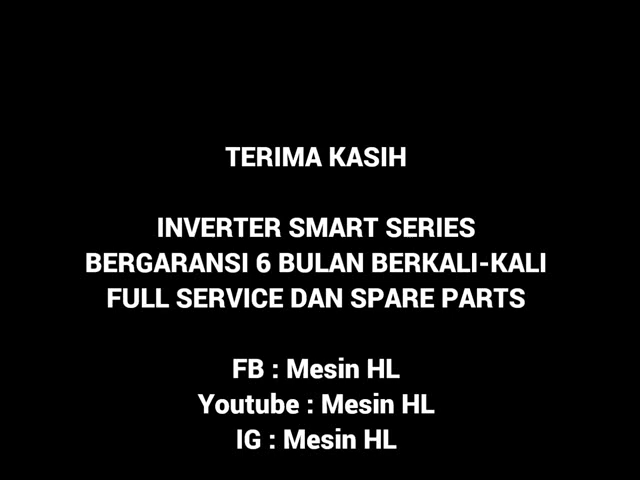 TERIMA KASIH
INVERTER SMART SERIES
BERGARANSI 6 BULAN BERKALI-KALI
FULL SERVICE DAN SPARE PARTS
FB : Mesin HL
Youtube : Mesin HL
IG : Mesin HL